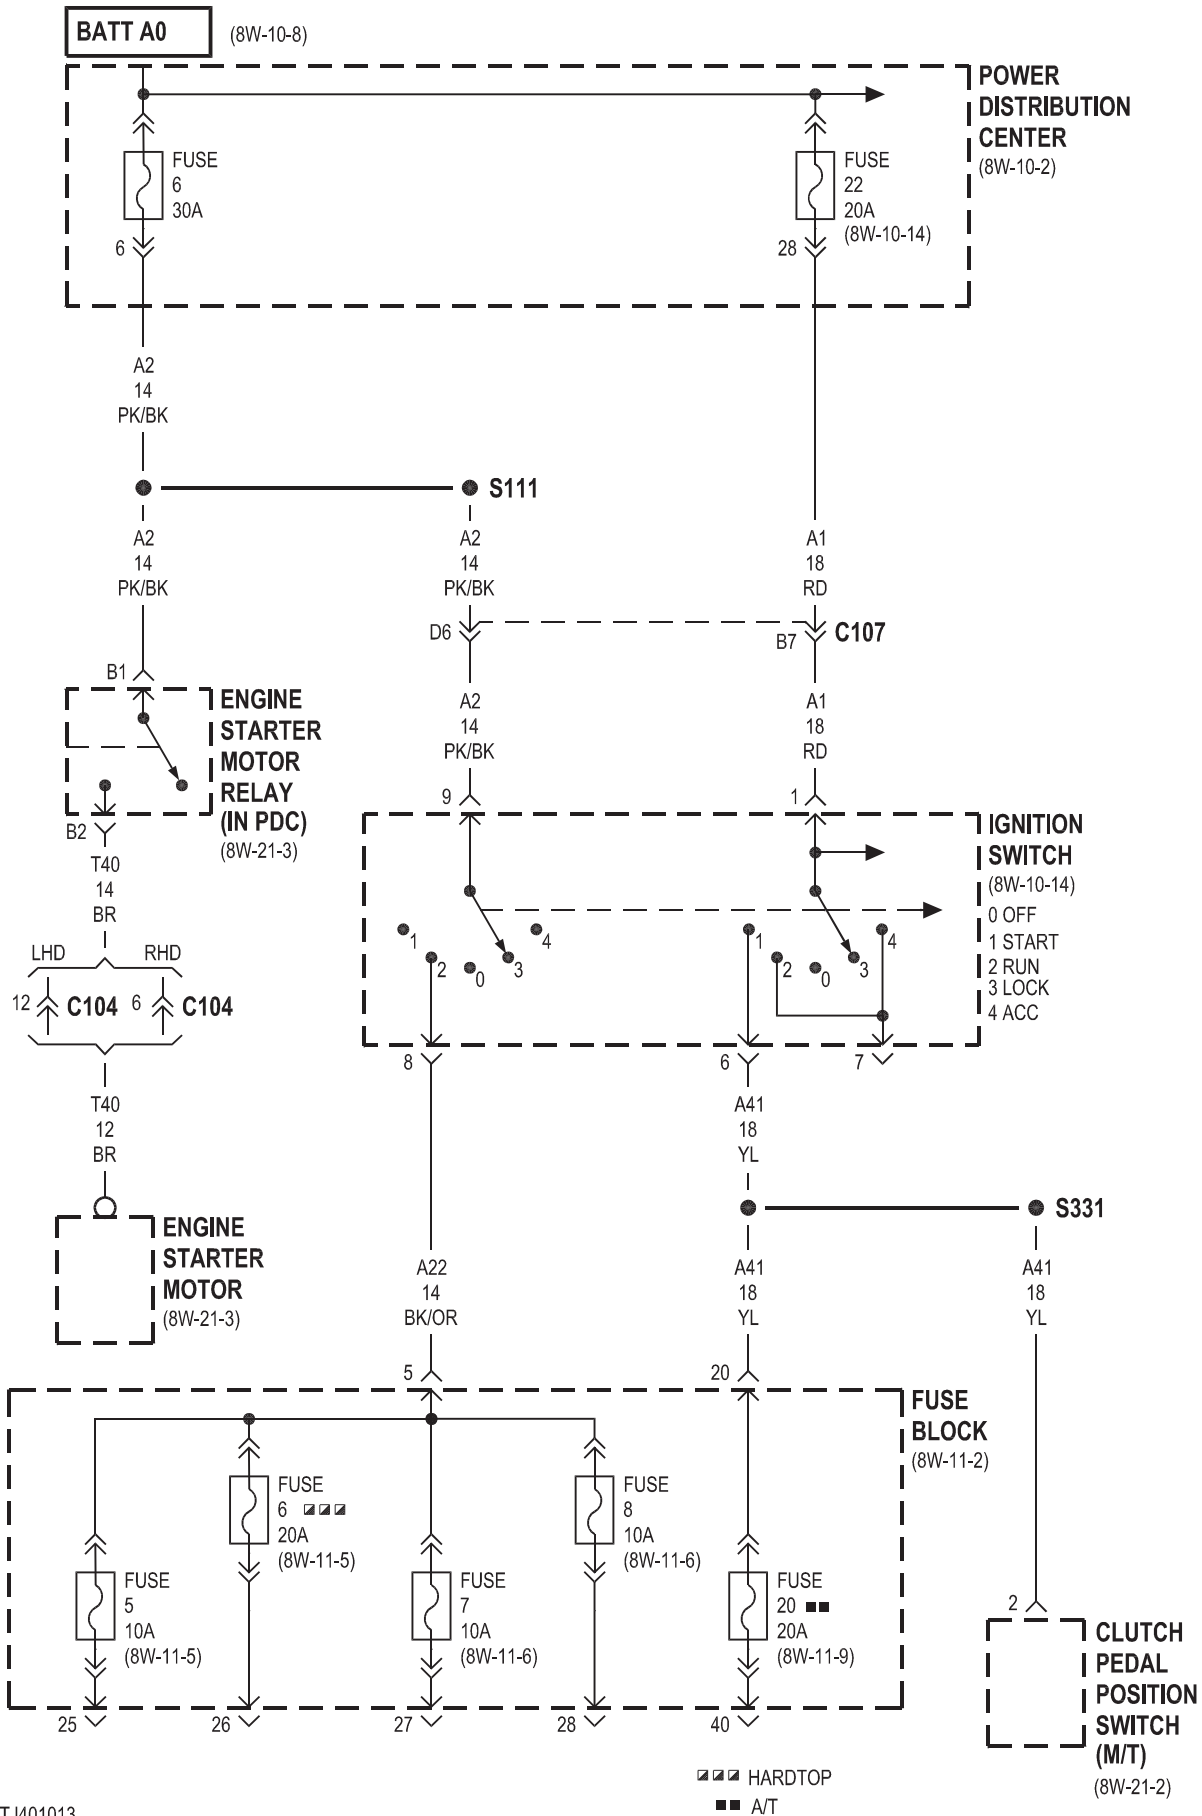 BATT A0 (8W-10-8)
POWER
DISTRIBUTION
CENTER
(8W-10-2)
FUSE
6
30A
6
FUSE
22
20A
(8W-10-14)
28
A2
14
PK/BK
S111
A2
14
PK/BK
A2
14
PK/BK
A1
18
RD
D6
B7
C107
B1
ENGINE
STARTER
MOTOR
RELAY
(IN PDC)
(8W-21-3)
B2
A2
14
PK/BK
A1
18
RD
9
1
IGNITION
SWITCH
(8W-10-14)
0 OFF
1 START
2 RUN
3 LOCK
4 ACC
1
2
0
3
4
1
2
0
3
4
8
6
7
T40
14
BR
LHD
RHD
12
C104
6
C104
T40
12
BR
ENGINE
STARTER
MOTOR
(8W-21-3)
A41
18
YL
S331
A22
14
BK/OR
A41
18
YL
A41
18
YL
5
20
FUSE
BLOCK
(8W-11-2)
FUSE
6
20A
(8W-11-5)
FUSE
8
10A
(8W-11-6)
FUSE
5
10A
(8W-11-5)
FUSE
7
10A
(8W-11-6)
FUSE
20
20A
(8W-11-9)
25
26
27
28
40
2
CLUTCH
PEDAL
POSITION
SWITCH
(M/T)
(8W-21-2)
HARDTOP
A/T